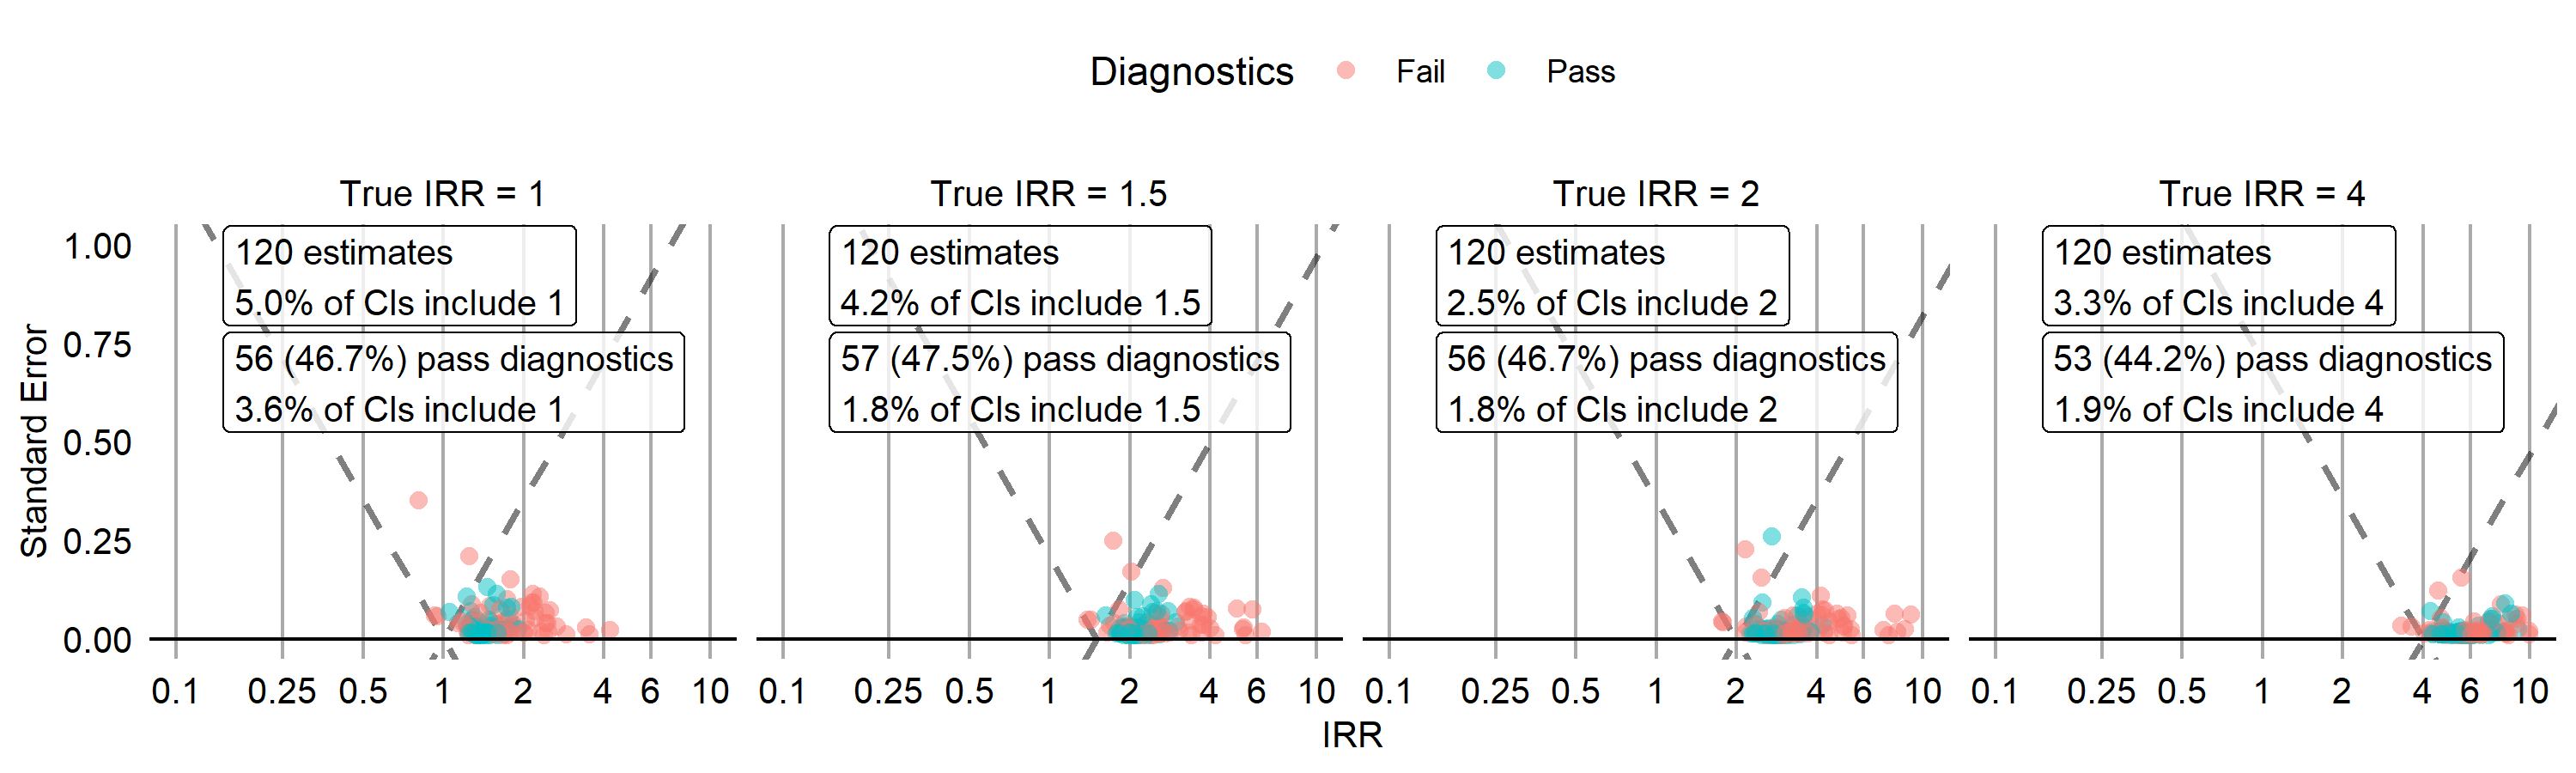 Diagnostics Fail Pass
True IRR = 1 True IRR = 1.5 True IRR = 2 True IRR = 4
120 estimates
5.0% of CIs include 1
56 (46.7%) pass diagnostics
3.6% of CIs include 1
120 estimates
4.2% of CIs include 1.5
57 (47.5%) pass diagnostics
1.8% of CIs include 1.5
120 estimates
2.5% of CIs include 2
56 (46.7%) pass diagnostics
1.8% of CIs include 2
120 estimates
3.3% of CIs include 4
53 (44.2%) pass diagnostics
1.9% of CIs include 4
Standard Error
1.00
0.75
0.50
0.25
0.00
0.1 0.25 0.5 1 2 4 6 10 0.1 0.25 0.5 1 2 4 6 10 0.1 0.25 0.5 1 2 4 6 10 0.1 0.25 0.5 1 2 4 6 10
IRR